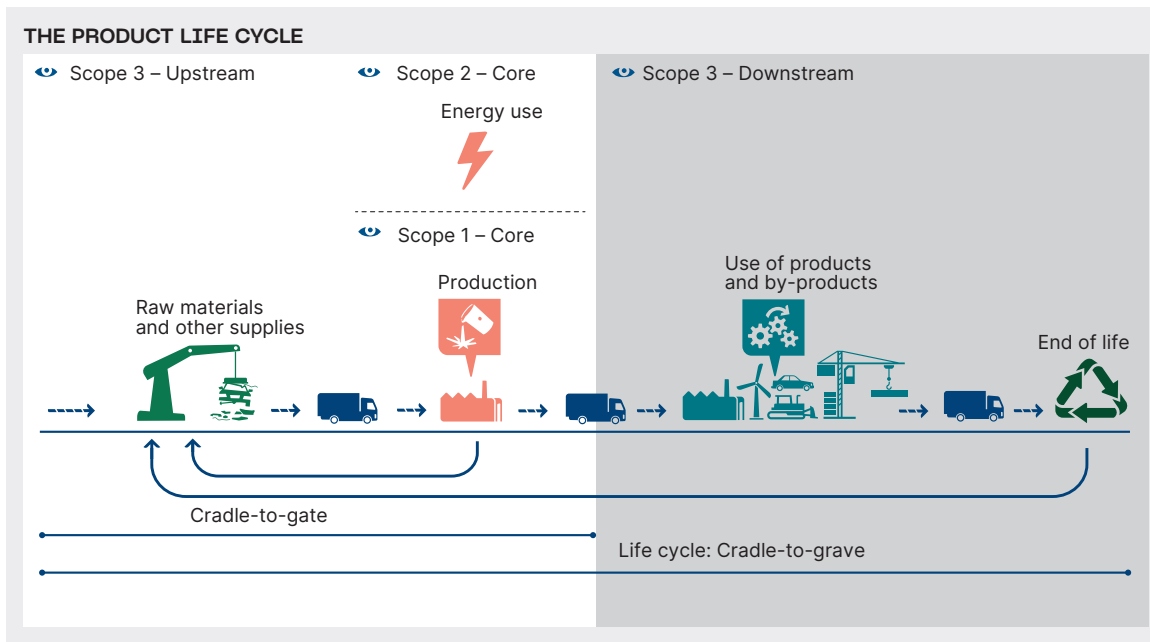 THE PRODUCT LIFE CYCLE
Scope 3 – Upstream
Scope 2 – Core
Scope 3 – Downstream
Energy use
Scope 1 – Core
Use of products
and by-products
Production
Raw materials
and other supplies
End of life
Cradle-to-gate
Life cycle: Cradle-to-grave